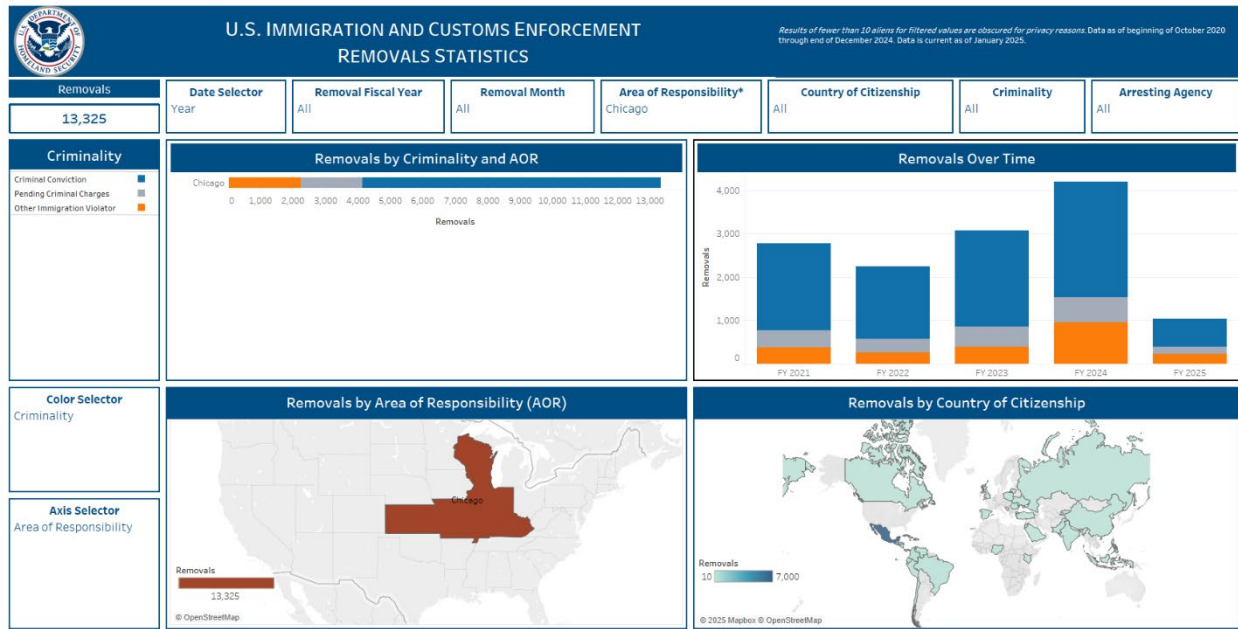 U.S. IMMIGRATION AND CUSTOMS ENFORCEMENT
REMOVALS STATISTICS
Results of fewer than 10 aliens for filtered values are obscured for privacy reasons. Data as of beginning of October 2020
through end of December 2024. Data is current as of January 2025.
Removals
13,325
Date Selector
Year
Removal Fiscal Year
All
Removal Month
All
Area of Responsibility*
Chicago
Country of Citizenship
All
Criminality
All
Arresting Agency
All
Criminality
Criminal Conviction
Pending Criminal Charges
Other Immigration Violator
Removals by Criminality and AOR
Chicago
0 1,000 2,000 3,000 4,000 5,000 6,000 7,000 8,000 9,000 10,000 11,000 12,000 13,000
Removals
Removals Over Time
4,000
3,000
2,000
1,000
0
Removals
FY 2021 FY 2022 FY 2023 FY 2024 FY 2025
Color Selector
Criminality
Axis Selector
Area of Responsibility
Removals by Area of Responsibility (AOR)
Chicago
Removals
13,325
© OpenStreetMap
Removals by Country of Citizenship
Removals
10 7,000
© 2025 Mapbox © OpenStreetMap